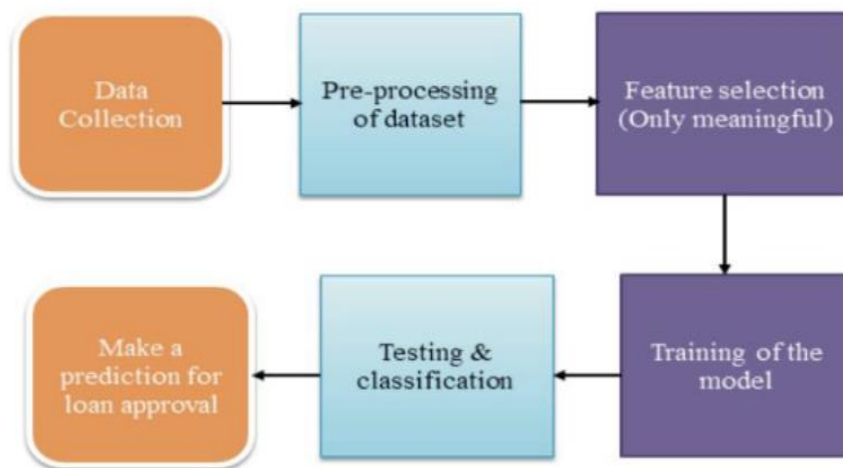 Data
Collection
Pre-processing
of dataset
Feature selection
(Only meaningful)
Training of the
model
Testing &
classification
Make a
prediction for
loan approval